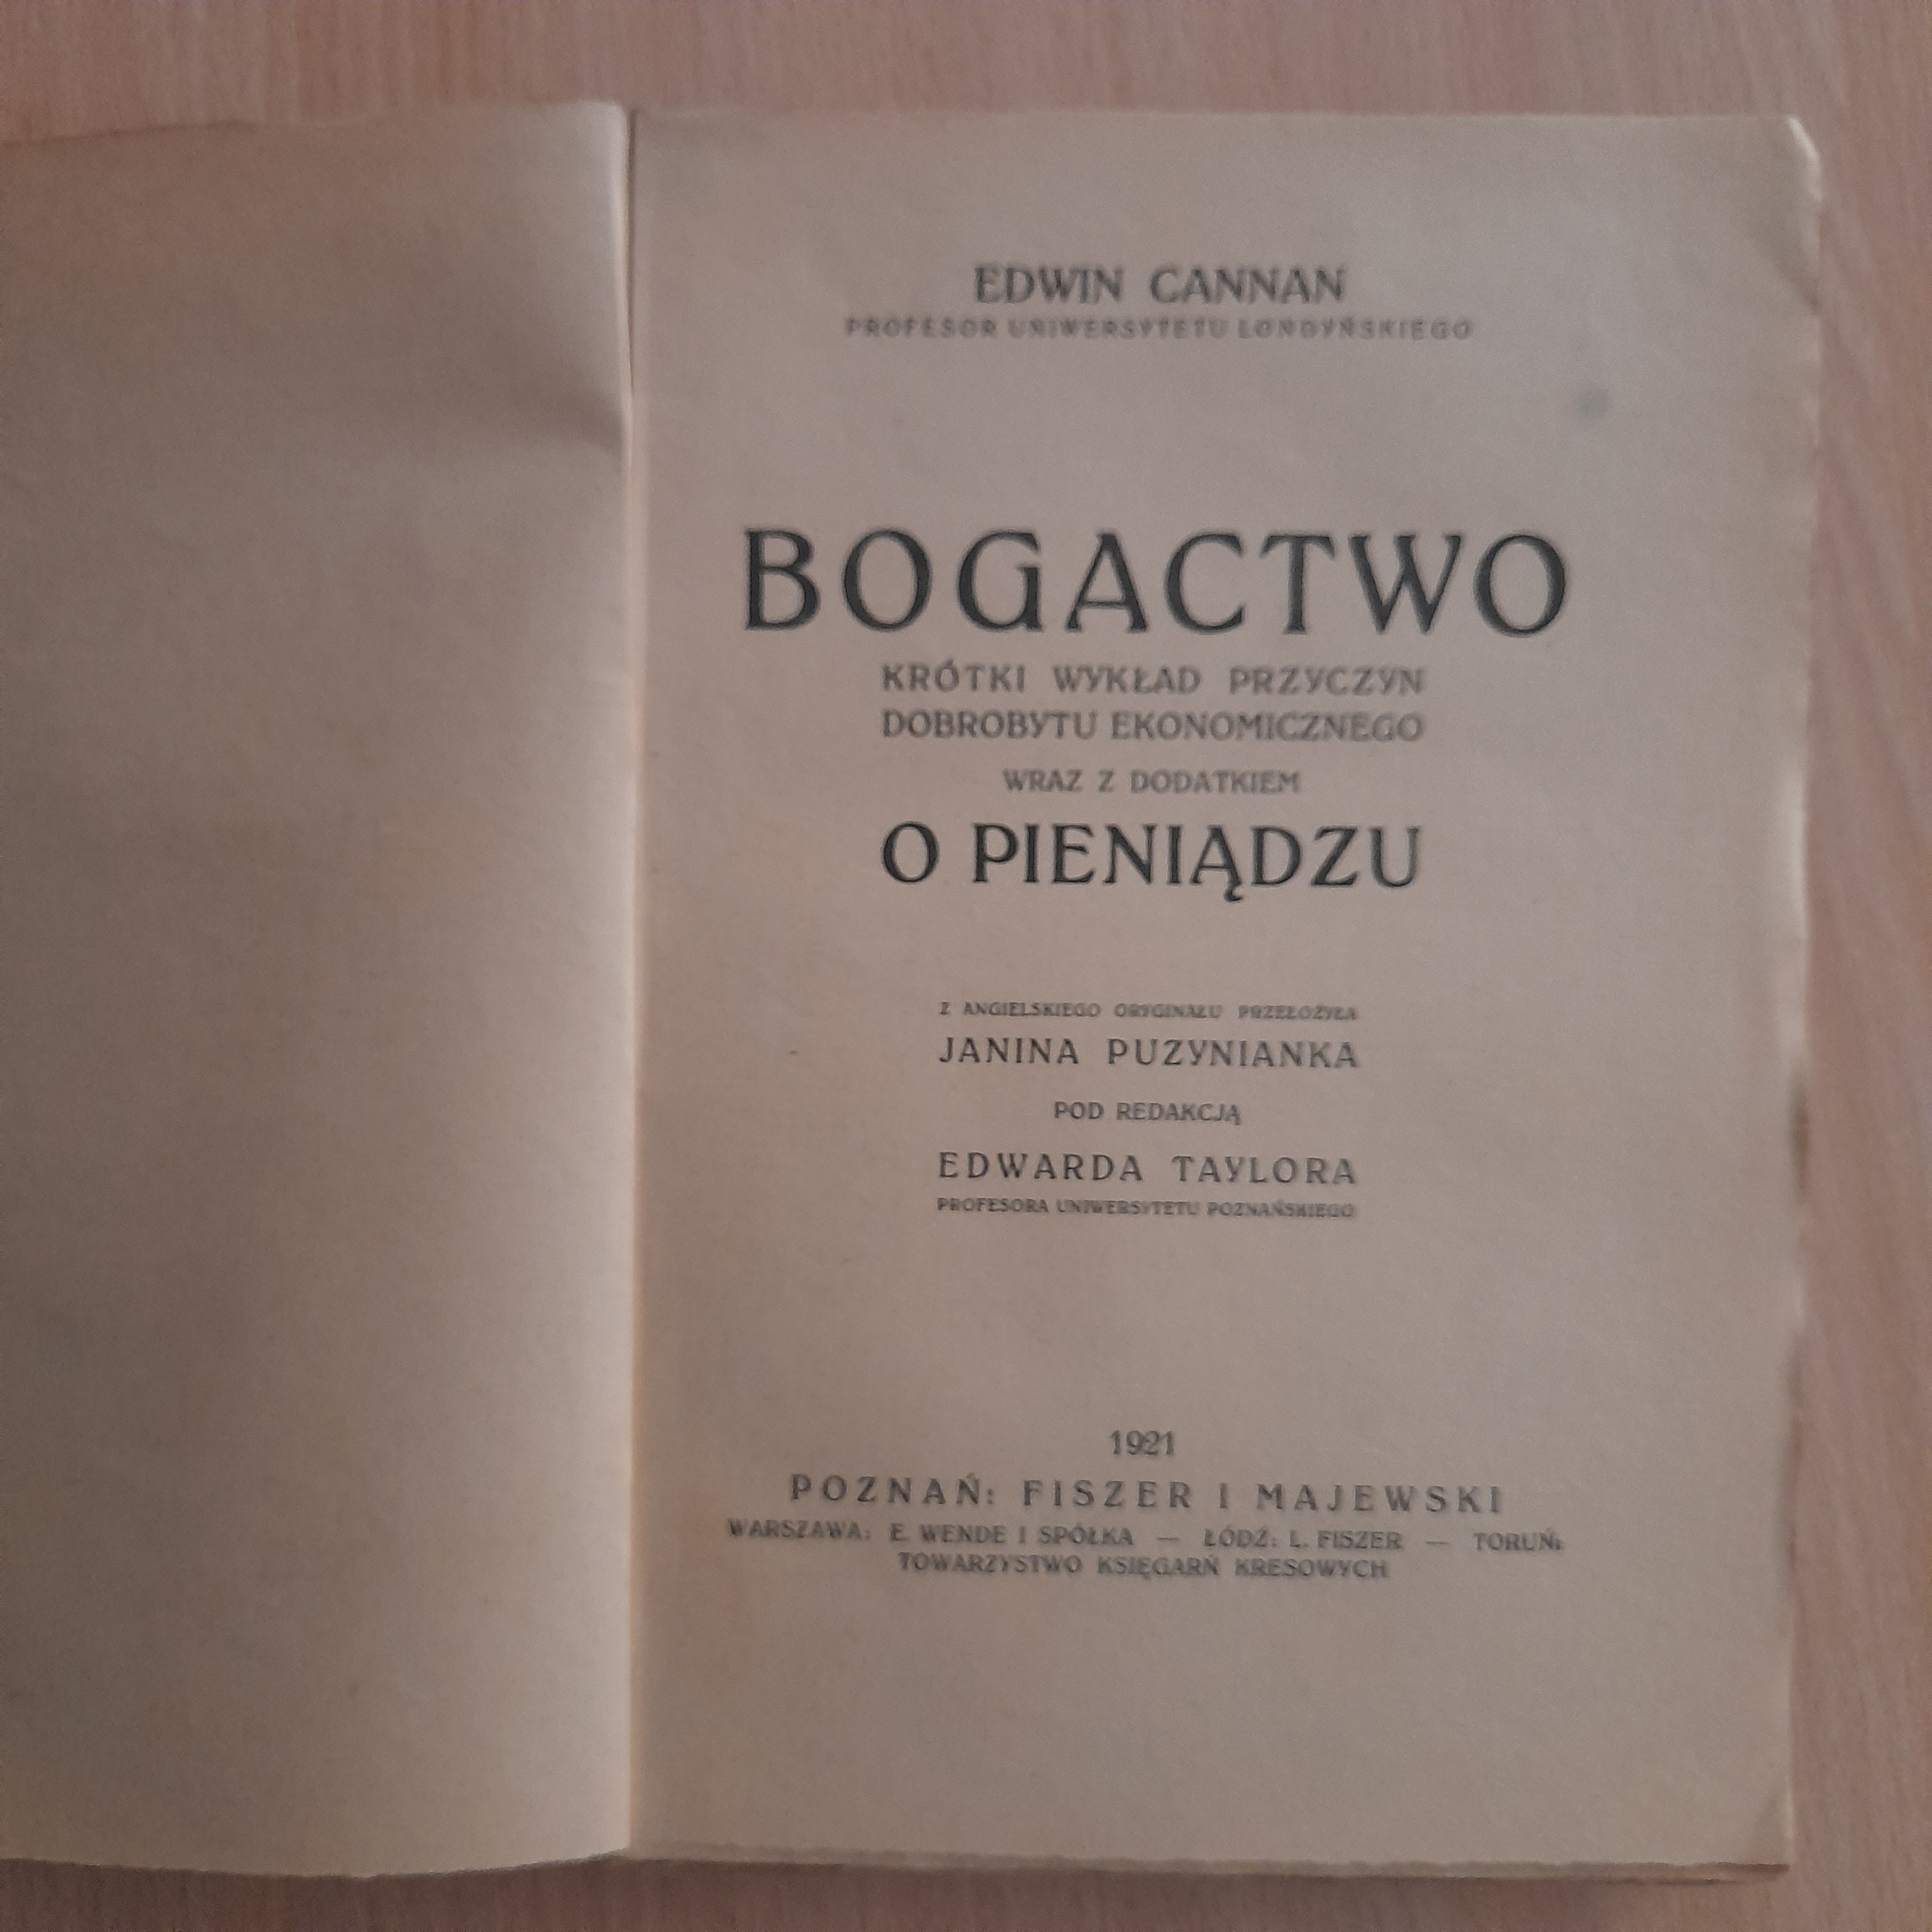 EDWIN CANNAN
PROFESOR UNIWERSYTETU LONDYŃSKIEGO
BOGACTWO
KRÓTKI WYKŁAD PRZYCZYN
DOBROBYTU EKONOMICZNEGO
WRAZ Z DODATKIEM
O PIENIĄDZU
Z ANGIELSKIEGO ORYGINAŁU PRZEŁOŻYŁA
JANINA PUZYNIANKA
POD REDAKCJĄ
EDWARDA TAYLORA
PROFESORA UNIWERSYTETU POZNAŃSKIEGO
1921
POZNAŃ: FISZER I MAJEWSKI
WARSZAWA: E. WENDE I SPÓŁKA — ŁÓDŹ: L. FISZER — TORUŃ:
TOWARZYSTWO KSIĘGARŃ KRESOWYCH